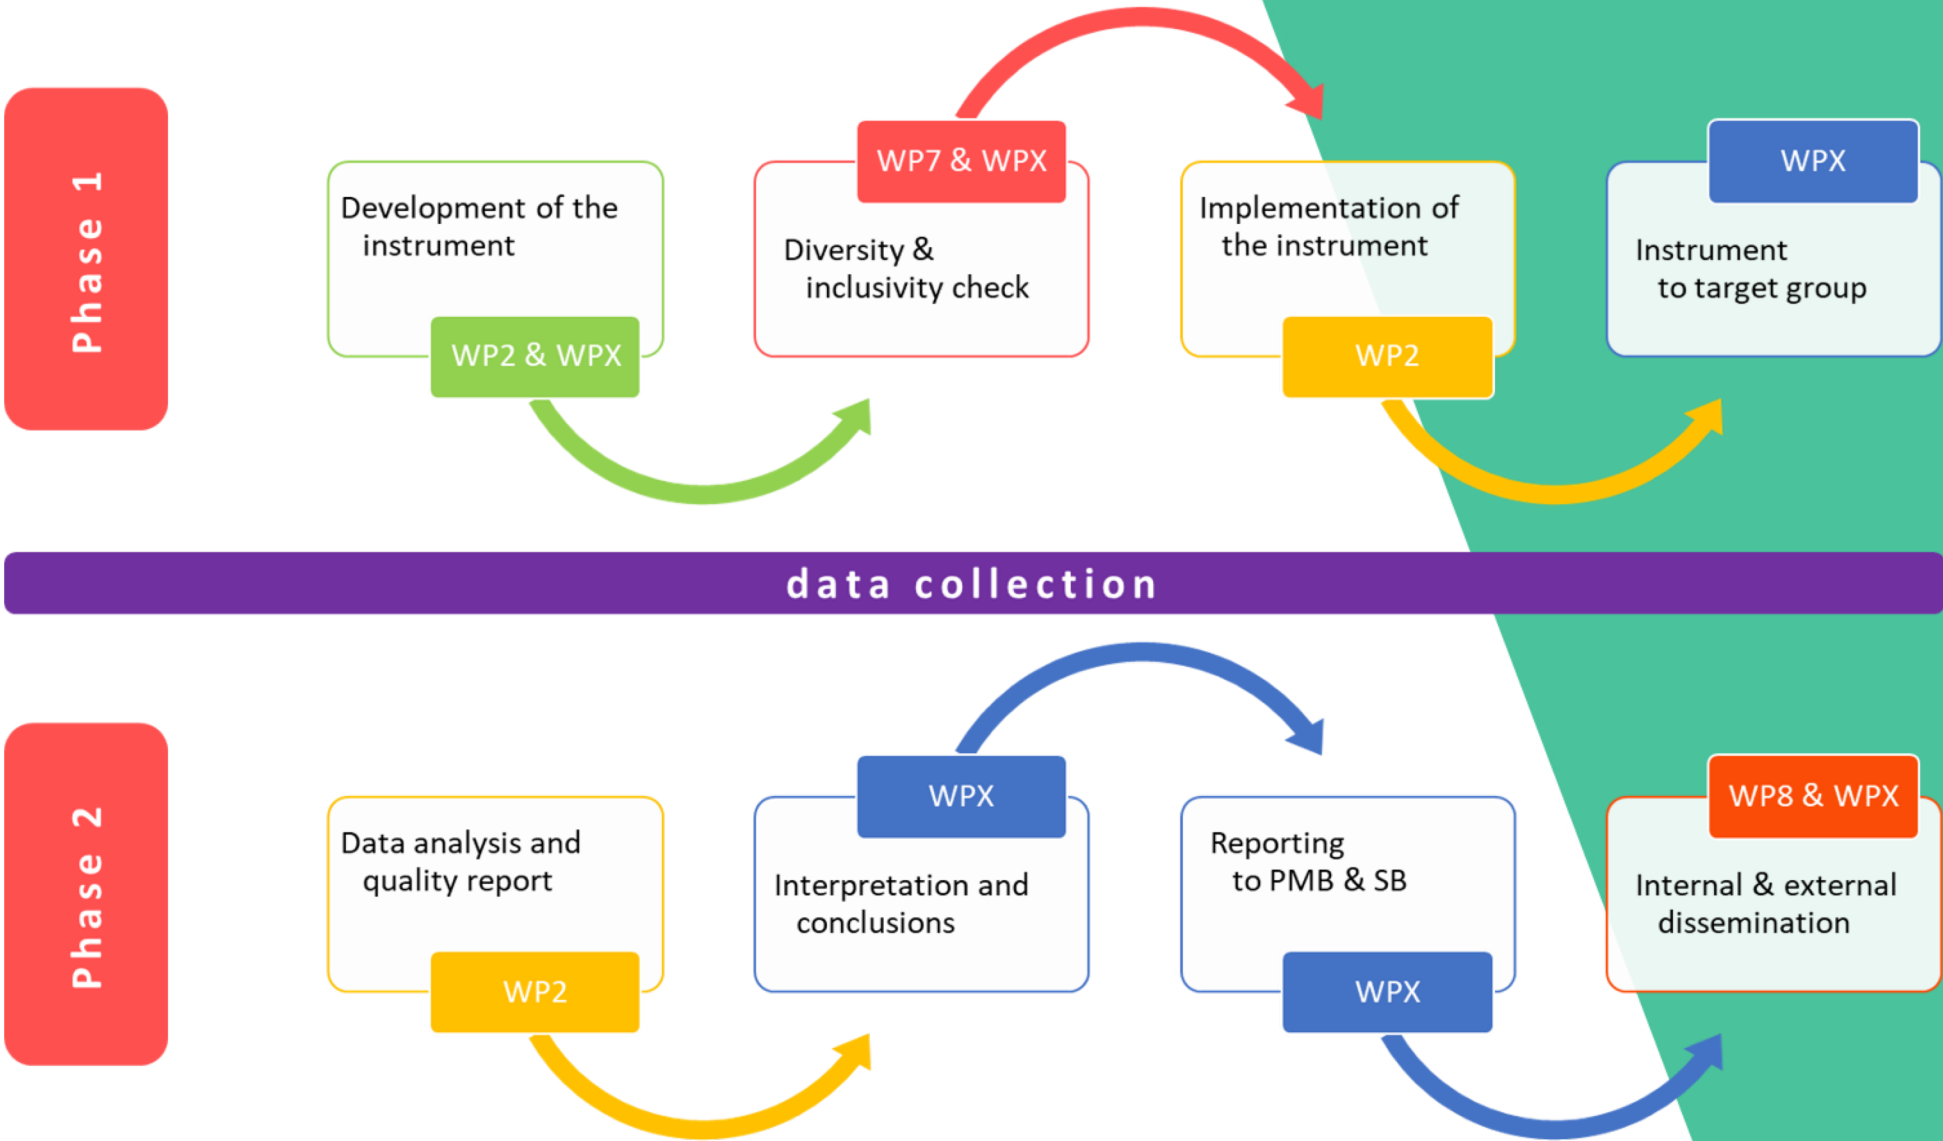 Phase 1
Development of the
instrument
WP2 & WPX
WP7 & WPX
Diversity &
inclusivity check
Implementation of
the instrument
WP2
WPX
Instrument
to target group
data collection
Phase 2
Data analysis and
quality report
WP2
WPX
Interpretation and
conclusions
Reporting
to PMB & SB
WPX
WP8 & WPX
Internal & external
dissemination